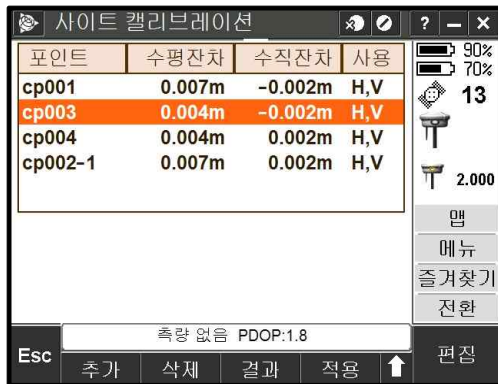 사이트 캘리브레이션 ? – ×
포인트 수평잔차 수직잔차 사용
cp001 0.007m -0.002m H,V
cp003 0.004m -0.002m H,V
cp004 0.004m 0.002m H,V
cp002-1 0.007m 0.002m H,V
90%
70%
13
2.000
맵
메뉴
즐겨찾기
전환
측량 없음 PDOP:1.8
Esc 추가 삭제 결과 적용 편집